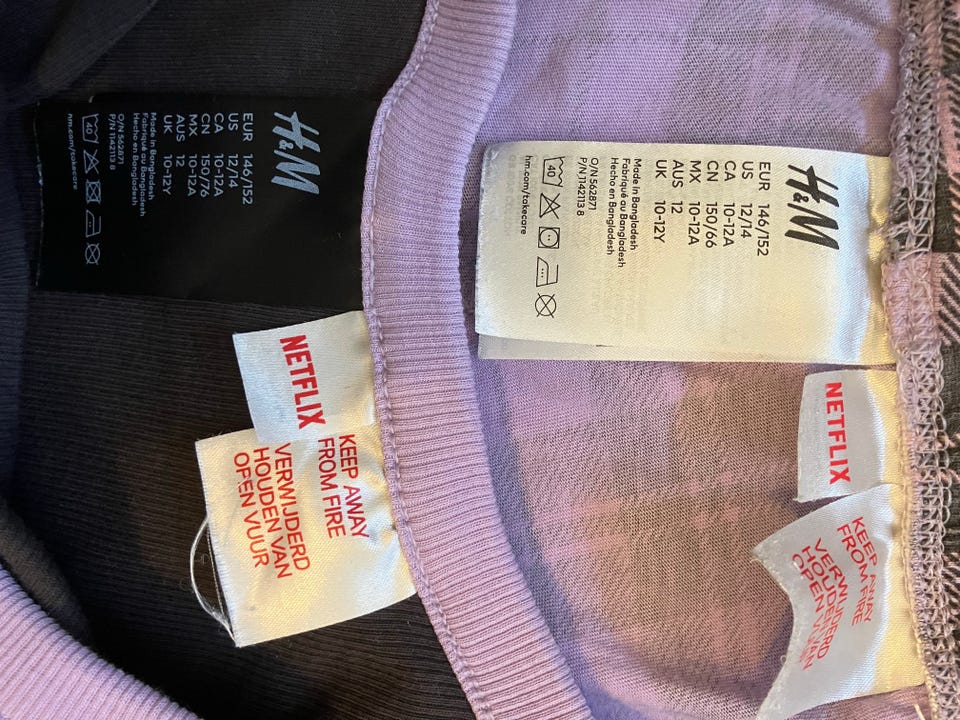 H&M
EUR 146/152
US 12/14
CA 10-12A
CN 150/76
MX 10-12A
AUS 12
UK 10-12Y
Made in Bangladesh
Fabriqué au Bangladesh
Hecho en Bangladesh
O/N 562871
P/N 1142113 8
40
hm.com/takecare
NETFLIX
KEEP AWAY
FROM FIRE
VERWIJDERD
HOUDEN VAN
OPEN VUUR
H&M
EUR 146/152
US 12/14
CA 10-12A
CN 150/66
MX 10-12A
AUS 12
UK 10-12Y
Made in Bangladesh
Fabriqué au Bangladesh
Hecho en Bangladesh
O/N 562871
P/N 1142113 8
40
hm.com/takecare
NETFLIX
KEEP AWAY
FROM FIRE
VERWIJDERD
HOUDEN VAN
OPEN VUUR